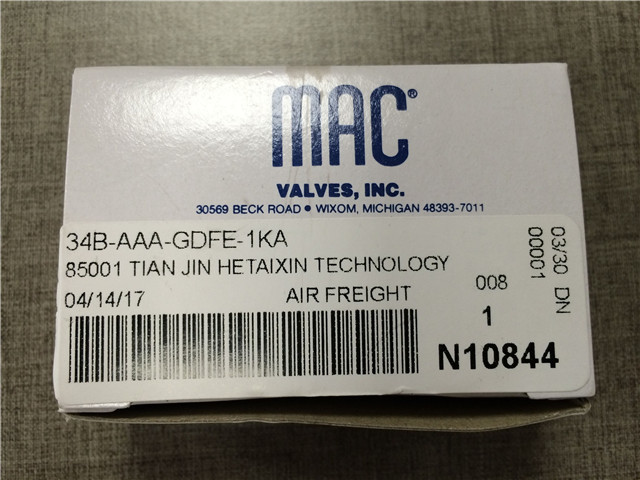 MAC®
VALVES, INC.
30569 BECK ROAD • WIXOM, MICHIGAN 48393-7011
34B-AAA-GDFE-1KA
85001 TIAN JIN HETAIXIN TECHNOLOGY
04/14/17 AIR FREIGHT
008
1
N10844
03/30 DN
00001